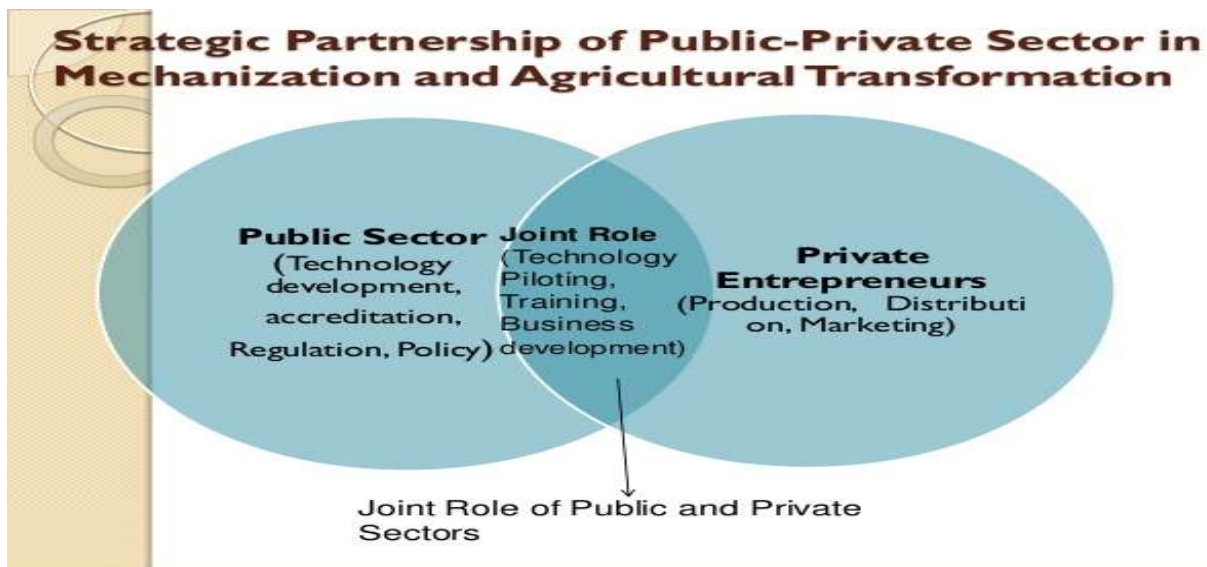 Strategic Partnership of Public-Private Sector in
Mechanization and Agricultural Transformation
Public Sector
(Technology
development,
accreditation,
Regulation, Policy)
Joint Role
(Technology
Piloting,
Training,
Business
development)
Private
Entrepreneurs
(Production, Distributi
on, Marketing)
Joint Role of Public and Private
Sectors